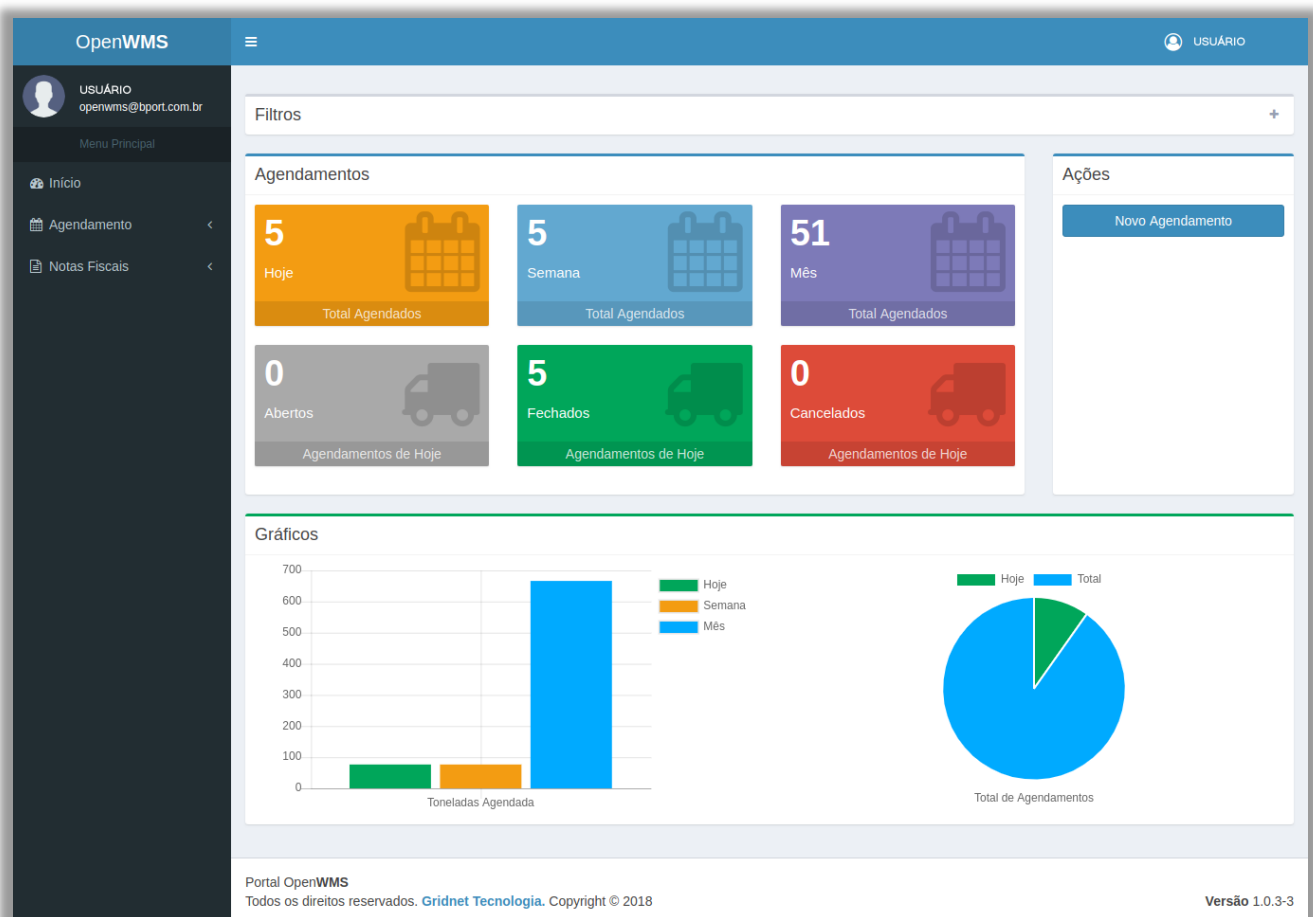 OpenWMS
USUÁRIO
USUÁRIO
openwms@bport.com.br
Menu Principal
Início
Agendamento
Notas Fiscais
Filtros
Agendamentos
5
Hoje
Total Agendados
5
Semana
Total Agendados
51
Mês
Total Agendados
0
Abertos
Agendamentos de Hoje
5
Fechados
Agendamentos de Hoje
0
Cancelados
Agendamentos de Hoje
Ações
Novo Agendamento
Gráficos
700
600
500
400
300
200
100
0
Toneladas Agendada
Hoje
Semana
Mês
Hoje Total
Total de Agendamentos
Portal OpenWMS
Todos os direitos reservados. Gridnet Tecnologia. Copyright © 2018
Versão 1.0.3-3